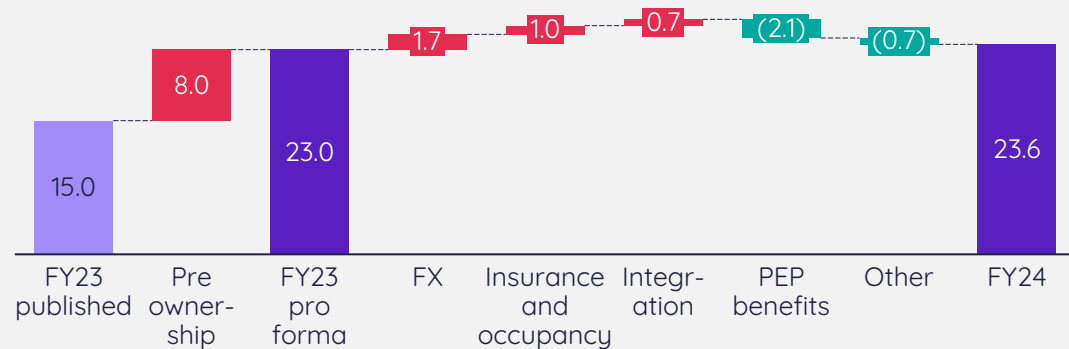 15.0
8.0
23.0
1.7
1.0
0.7
(2.1)
(0.7)
23.6
FY23
published
Pre
owner-
ship
FY23
pro
forma
FX
Insurance
and
occupancy
Integr-
ation
PEP
benefits
Other
FY24